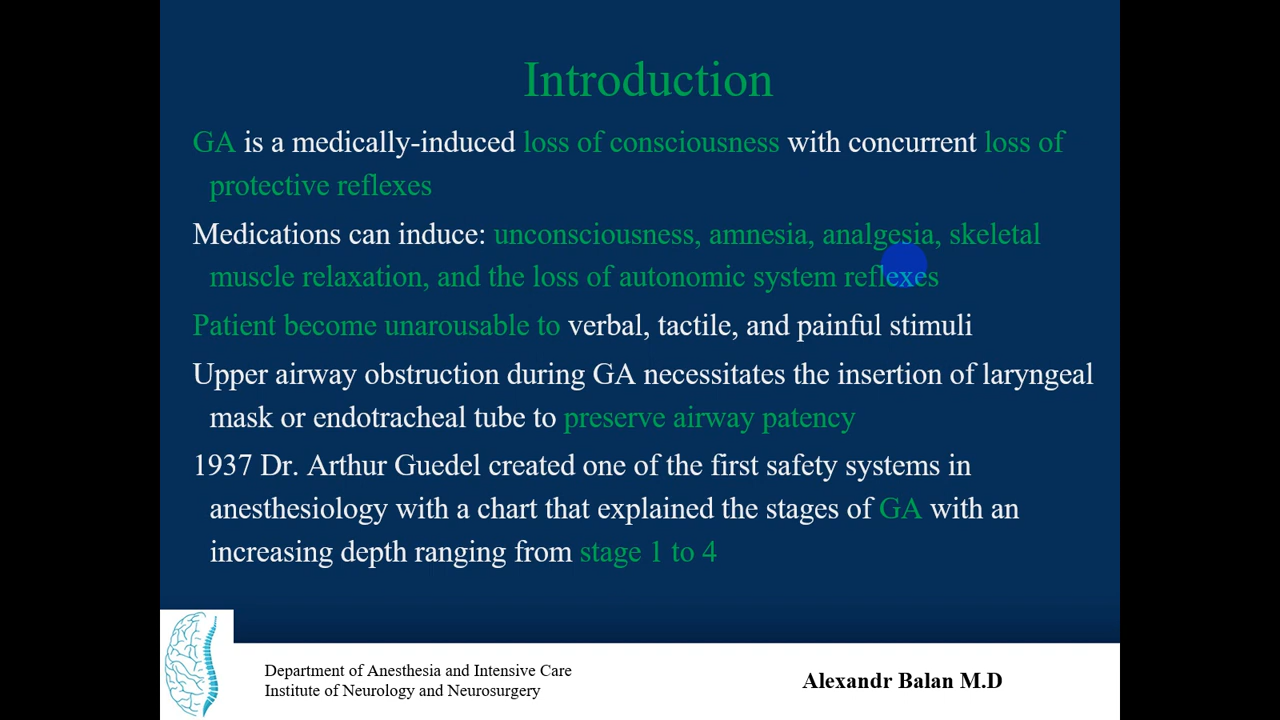 Introduction
GA is a medically-induced loss of consciousness with concurrent loss of
protective reflexes
Medications can induce: unconsciousness, amnesia, analgesia, skeletal
muscle relaxation, and the loss of autonomic system reflexes
Patient become unarousable to verbal, tactile, and painful stimuli
Upper airway obstruction during GA necessitates the insertion of laryngeal
mask or endotracheal tube to preserve airway patency
1937 Dr. Arthur Guedel created one of the first safety systems in
anesthesiology with a chart that explained the stages of GA with an
increasing depth ranging from stage 1 to 4
Department of Anesthesia and Intensive Care
Institute of Neurology and Neurosurgery
Alexandr Balan M.D